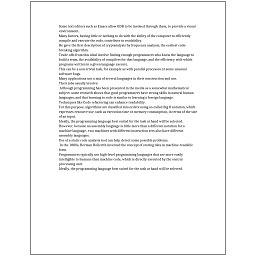 Some text editors such as Emacs allow GDB to be invoked through them, to provide a visual
environment.
Many factors, having little or nothing to do with the ability of the computer to efficiently
compile and execute the code, contribute to readability.
He gave the first description of cryptanalysis by frequency analysis, the earliest code-
breaking algorithm.
Trade-offs from this ideal involve finding enough programmers who know the language to
build a team, the availability of compilers for that language, and the efficiency with which
programs written in a given language execute.
This can be a non-trivial task, for example as with parallel processes or some unusual
software bugs.
Many applications use a mix of several languages in their construction and use.
Their jobs usually involve:
Although programming has been presented in the media as a somewhat mathematical
subject, some research shows that good programmers have strong skills in natural human
languages, and that learning to code is similar to learning a foreign language.
Techniques like Code refactoring can enhance readability.
For this purpose, algorithms are classified into orders using so-called Big O notation, which
expresses resource use, such as execution time or memory consumption, in terms of the size
of an input.
Ideally, the programming language best suited for the task at hand will be selected.
However, because an assembly language is little more than a different notation for a
machine language, two machines with different instruction sets also have different
assembly languages.
Use of a static code analysis tool can help detect some possible problems.
In the 1880s, Herman Hollerith invented the concept of storing data in machine-readable
form.
Programmers typically use high-level programming languages that are more easily
intelligible to humans than machine code, which is directly executed by the central
processing unit.
Ideally, the programming language best suited for the task at hand will be selected.